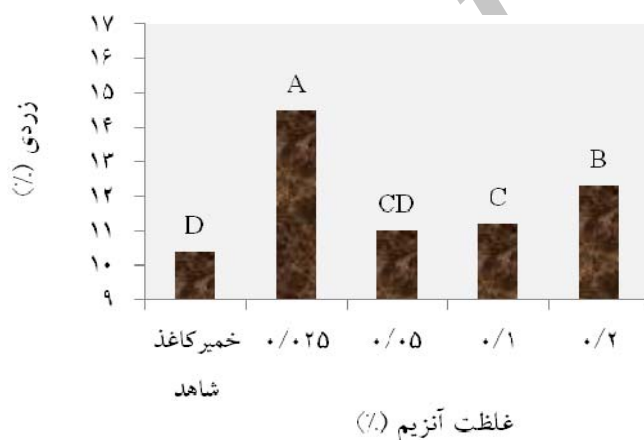 زردی (٪)
۱۷
۱۶
۱۵
۱۴
۱۳
۱۲
۱۱
۱۰
۹
D
A
CD
C
B
خمیرکاغذ شاهد
۰/۰۲۵
۰/۰۵
۰/۱
۰/۲
غلظت آنزیم (٪)